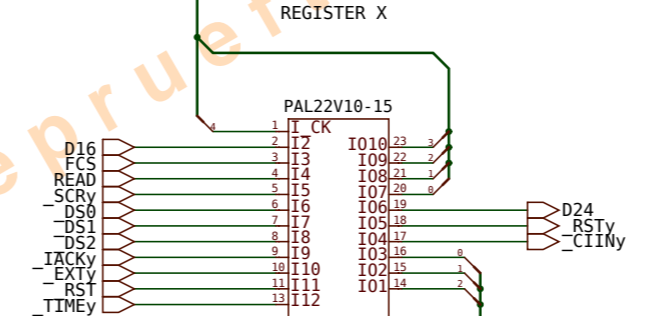 REGISTER X
PAL22V10-15
4 1 I_CK
D16 2 I2 IO10 23 3
FCS 3 I3 IO9 22 2
READ 4 I4 IO8 21 1
_SCRy 5 I5 IO7 20 0
_DS0 6 I6 IO6 19 D24
_DS1 7 I7 IO5 18 _RSTy
_DS2 8 I8 IO4 17 _CIINy
_IACKy 9 I9 IO3 16 0
_EXTy 10 I10 IO2 15 1
RST 11 I11 IO1 14 2
_TIMEy 13 I12
eprueft